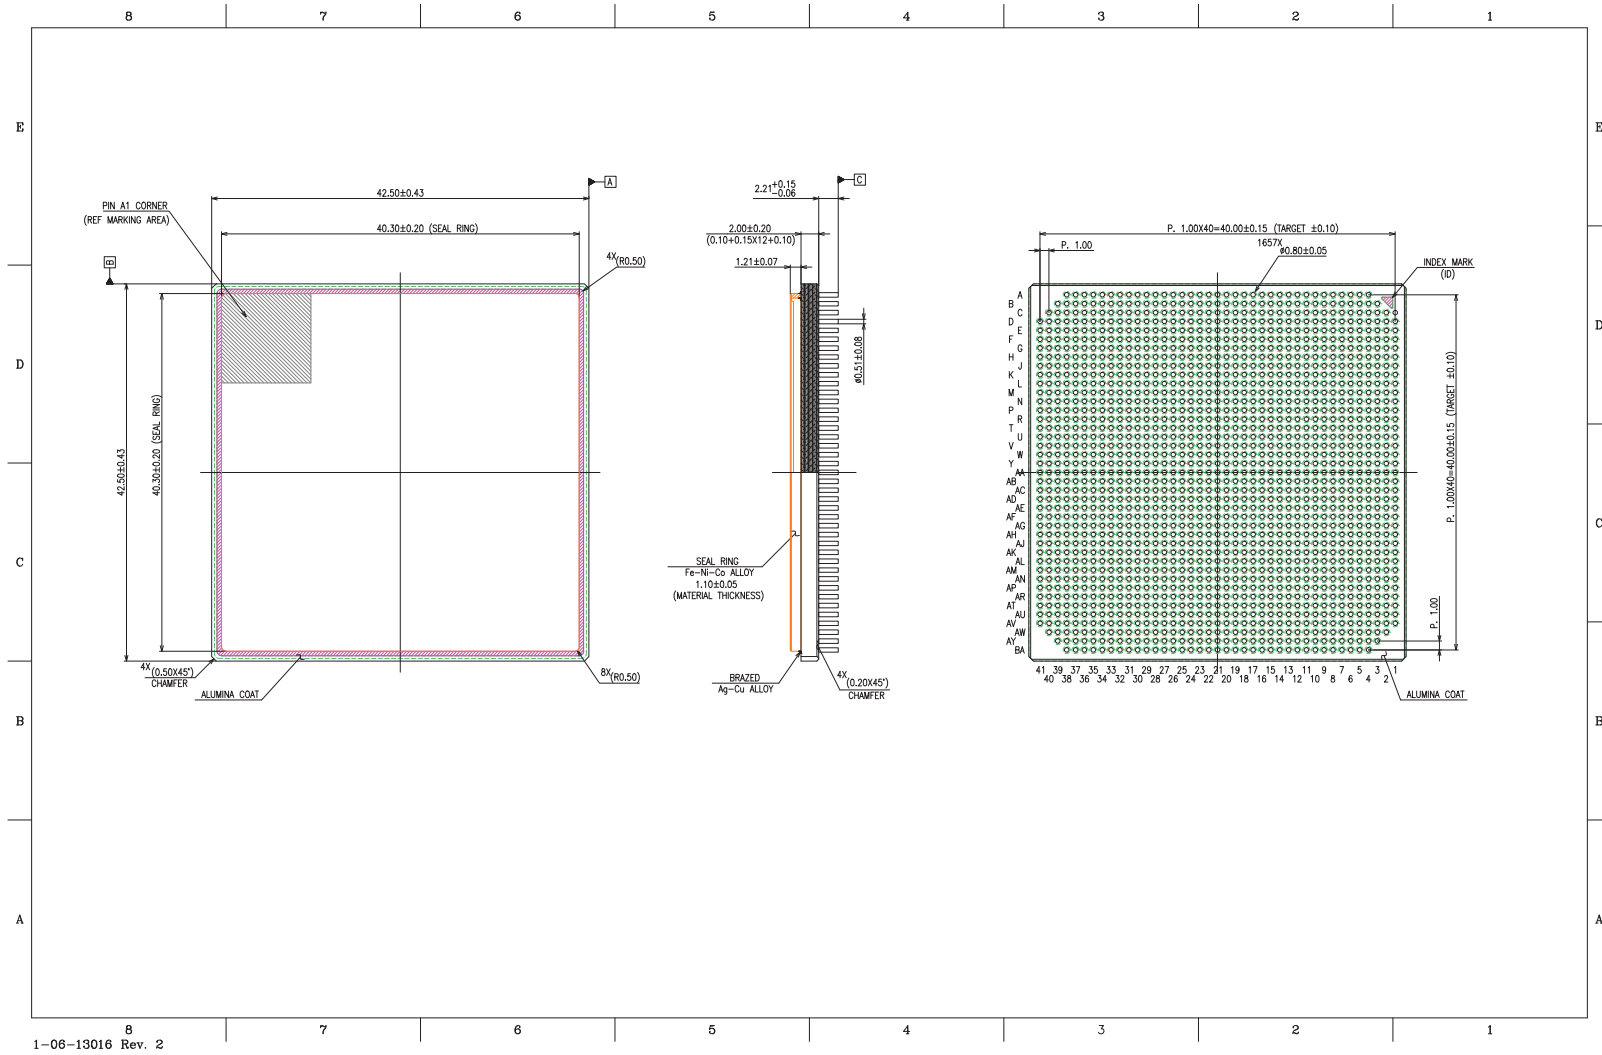 8 7 6 5 4 3 2 1
E E
D D
C C
B B
A A
PIN A1 CORNER
(REF MARKING AREA)
42.50±0.43
A
40.30±0.20 (SEAL RING)
B
4X (R0.50)
42.50±0.43
40.30±0.20 (SEAL RING)
4X (0.50X45°)
CHAMFER
ALUMINA COAT
8X (R0.50)
2.21+0.15
-0.06
C
2.00±0.20
(0.10+0.15X12+0.10)
1.21±0.07
ø0.51±0.08
SEAL RING
Fe-Ni-Co ALLOY
1.10±0.05
(MATERIAL THICKNESS)
BRAZED
Ag-Cu ALLOY
4X (0.20X45°)
CHAMFER
P. 1.00X40=40.00±0.15 (TARGET ±0.10)
P. 1.00
1657X
ø0.80±0.05
INDEX MARK
(ID)
A
B
C
D
E
F
G
H
J
K
L
M
N
P
R
T
U
V
W
Y
AA
AB
AC
AD
AE
AF
AG
AH
AJ
AK
AL
AM
AN
AP
AR
AT
AU
AV
AW
AY
BA
P. 1.00X40=40.00±0.15 (TARGET ±0.10)
P. 1.00
41 39 37 35 33 31 29 27 25 23 21 19 17 15 13 11 9 7 5 3 1
40 38 36 34 32 30 28 26 24 22 20 18 16 14 12 10 8 6 4 2
ALUMINA COAT
8 7 6 5 4 3 2 1
1-06-13016 Rev. 2